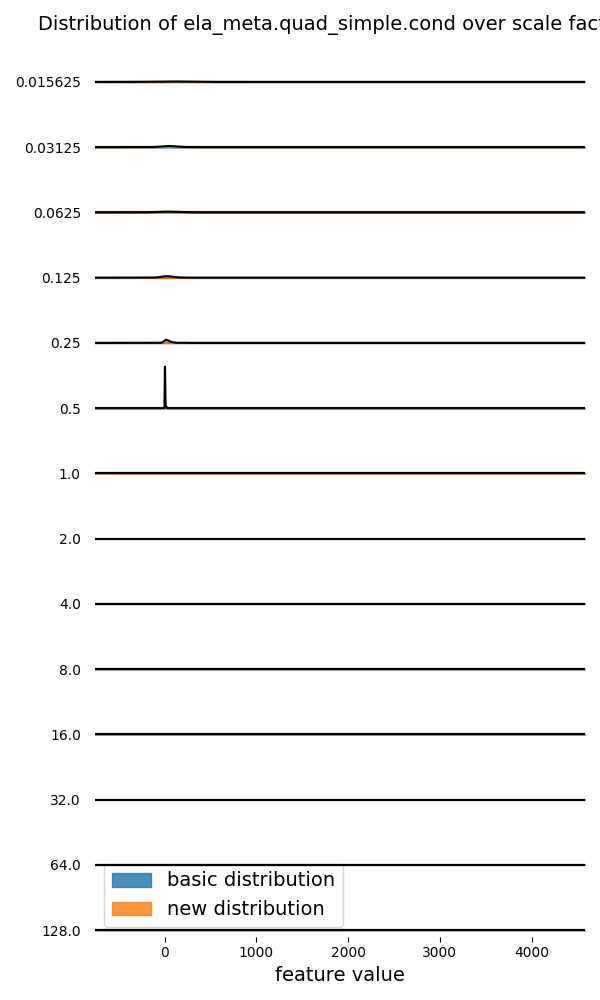 Distribution of ela_meta.quad_simple.cond over scale fact
0.015625
0.03125
0.0625
0.125
0.25
0.5
1.0
2.0
4.0
8.0
16.0
32.0
64.0
basic distribution
new distribution
128.0
0 1000 2000 3000 4000
feature value